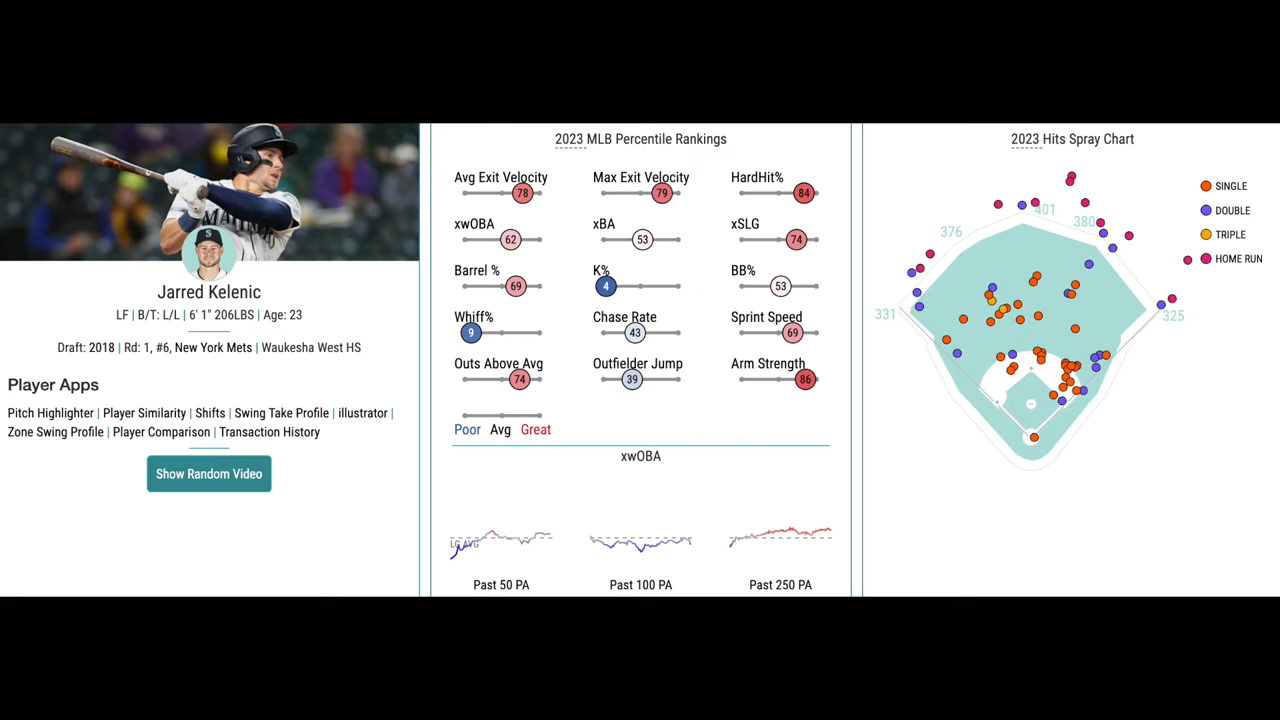 Jarred Kelenic
LF | B/T: L/L | 6' 1" 206LBS | Age: 23
Draft: 2018 | Rd: 1, #6, New York Mets | Waukesha West HS
Player Apps
Pitch Highlighter | Player Similarity | Shifts | Swing Take Profile | illustrator |
Zone Swing Profile | Player Comparison | Transaction History
Show Random Video
2023 MLB Percentile Rankings
Avg Exit Velocity Max Exit Velocity HardHit%
78 79 84
xwOBA xBA xSLG
62 53 74
Barrel % K% BB%
69 4 53
Whiff% Chase Rate Sprint Speed
9 43 69
Outs Above Avg Outfielder Jump Arm Strength
74 39 86
Poor Avg Great
xwOBA
LG AVG
Past 50 PA Past 100 PA Past 250 PA
2023 Hits Spray Chart
SINGLE
DOUBLE
TRIPLE
HOME RUN
401
380
376
331
325
S